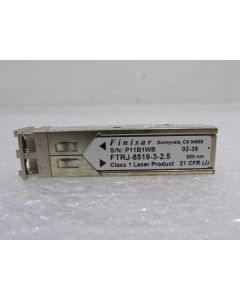 Finisar Sunnyvale, CA 94089
S/N: P11B1WB 02-38
FTRJ-8519-3-2.5 850 nm
Class 1 Laser Product 21 CFR (J)